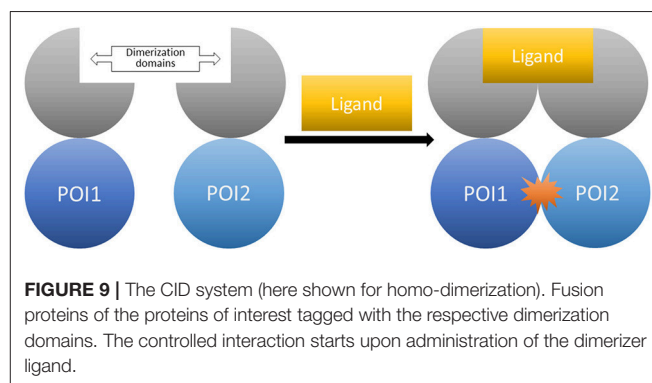 Dimerization
domains
Ligand
Ligand
POI1
POI2
POI1
POI2
FIGURE 9 | The CID system (here shown for homo-dimerization). Fusion
proteins of the proteins of interest tagged with the respective dimerization
domains. The controlled interaction starts upon administration of the dimerizer
ligand.